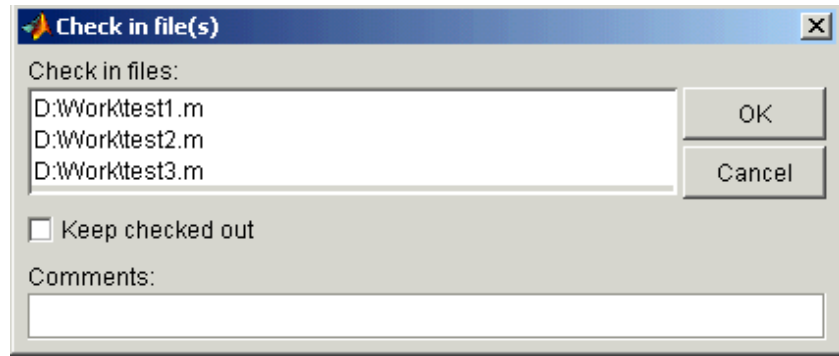 Check in file(s)
Check in files:
D:\Work\test1.m
D:\Work\test2.m
D:\Work\test3.m
OK
Cancel
Keep checked out
Comments: